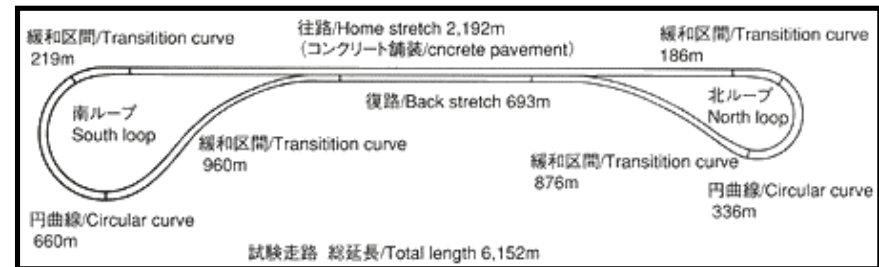 往路/Home stretch 2,192m
(コンクリート舗装/cncrete pavement)
緩和区間/Transitition curve
219m
緩和区間/Transitition curve
186m
復路/Back stretch 693m
南ループ
South loop
北ループ
North loop
緩和区間/Transitition curve
960m
緩和区間/Transitition curve
876m
円曲線/Circular curve
660m
円曲線/Circular curve
336m
試験走路 総延長/Total length 6,152m